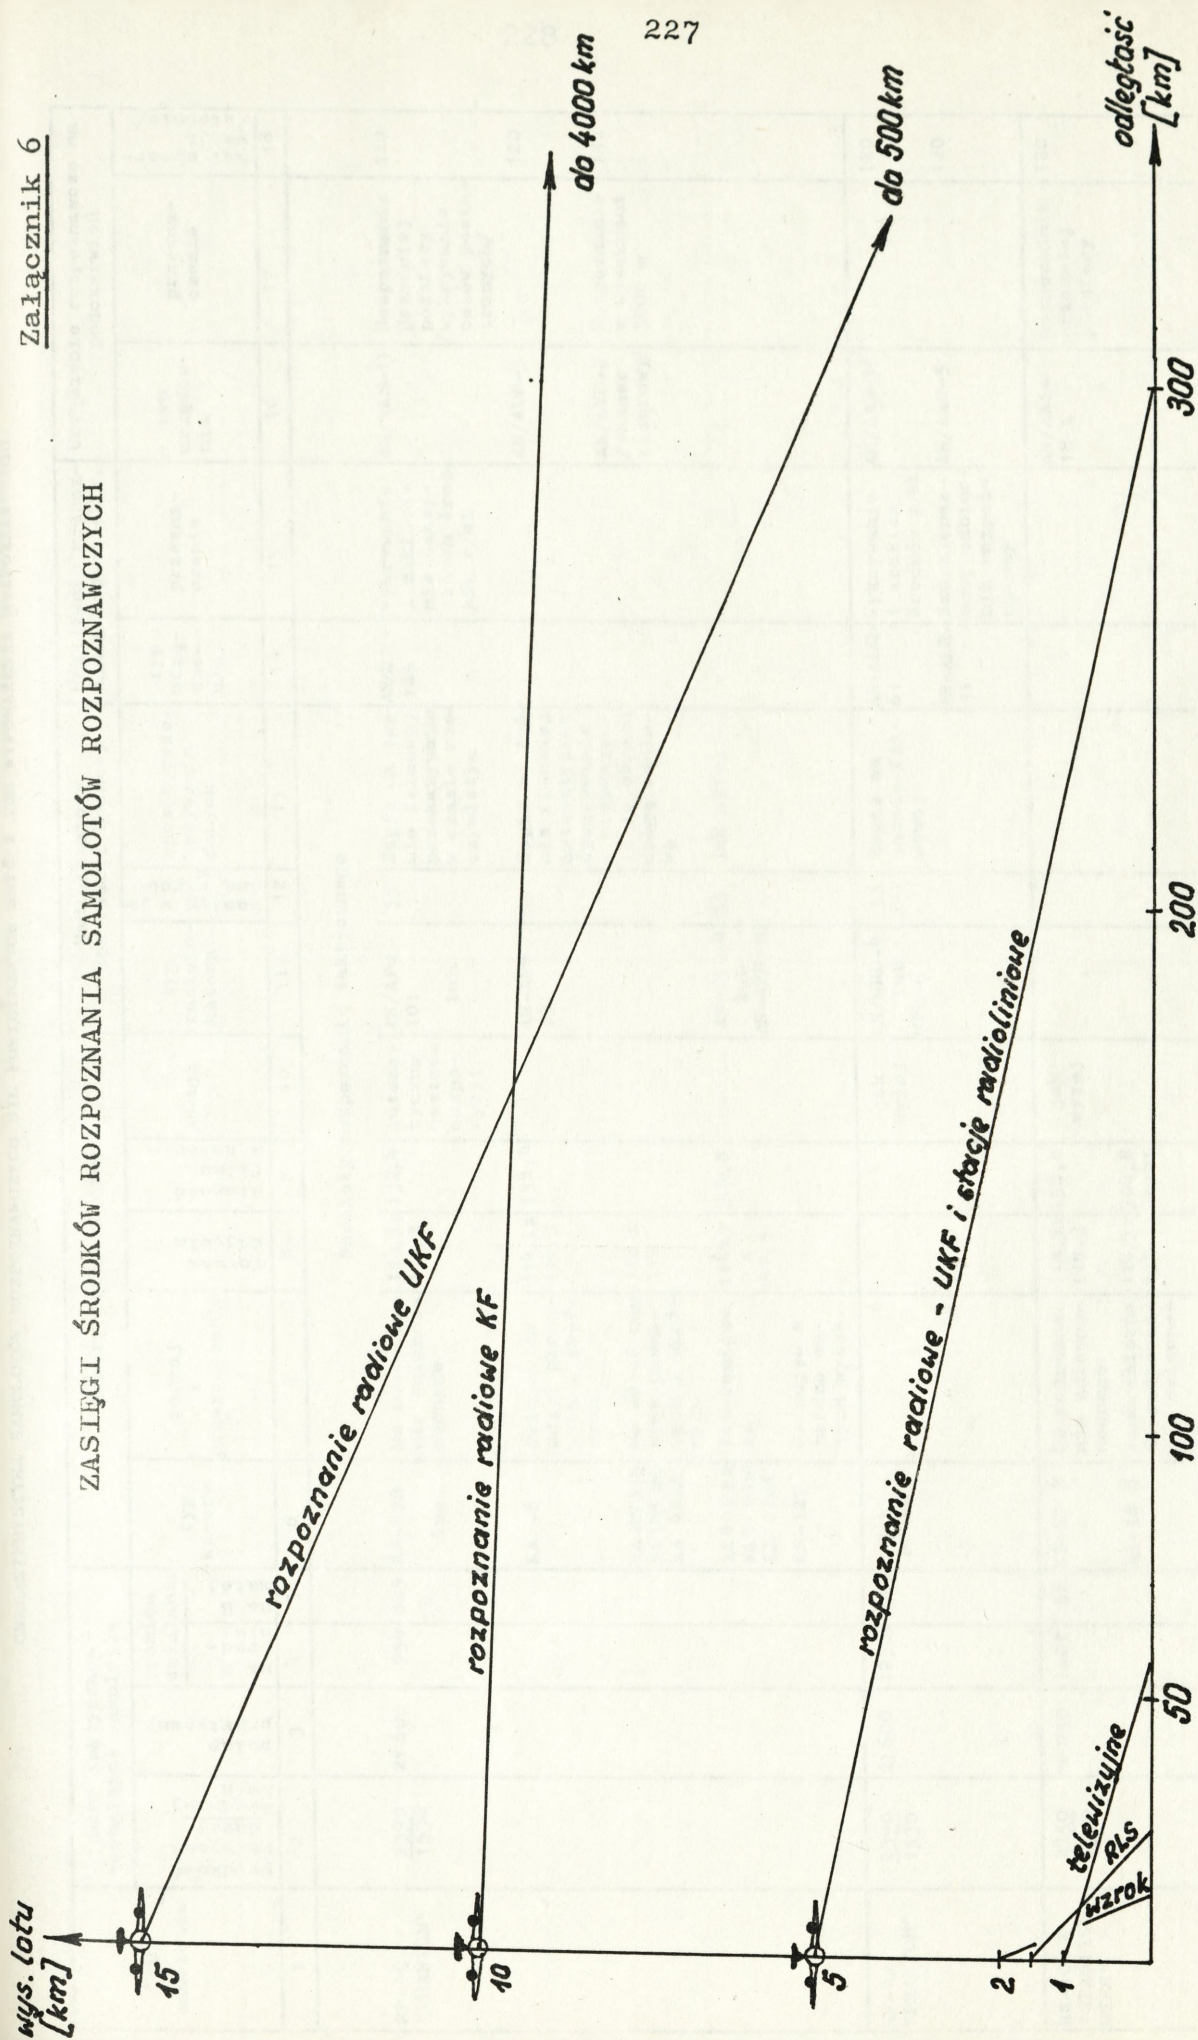 227
Załącznik 6
ZASIĘGI ŚRODKÓW ROZPOZNANIA SAMOLOTÓW ROZPOZNAWCZYCH
wys. lotu
[km]
15
10
5
2
1
rozpoznanie radiowe UKF
rozpoznanie radiowe KF
do 4000 km
do 500 km
rozpoznanie radiowe - UKF i stacje radioliniowe
telewizyjne
RLS
wzrok
50
100
200
300
odległość
[km]